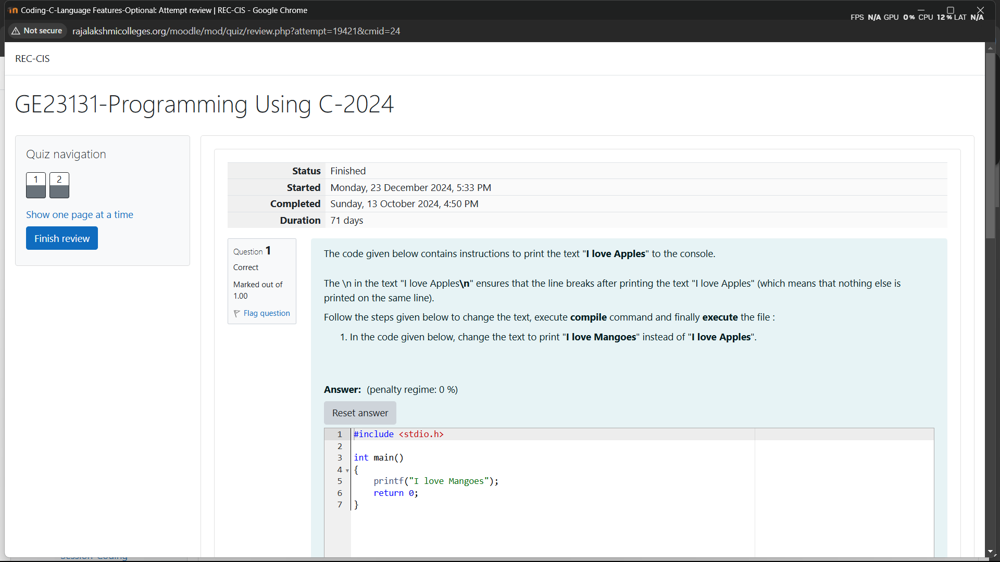 Coding-C-Language Features-Optional: Attempt review | REC-CIS - Google Chrome
FPS N/A GPU 0% CPU 12% LAT N/A
Not secure rajalakshmicolleges.org/moodle/mod/quiz/review.php?attempt=19421&cmid=24
REC-CIS
GE23131-Programming Using C-2024
Quiz navigation
1 2
Show one page at a time
Finish review
Status Finished
Started Monday, 23 December 2024, 5:33 PM
Completed Sunday, 13 October 2024, 4:50 PM
Duration 71 days
Question 1
Correct
Marked out of
1.00
Flag question
The code given below contains instructions to print the text "I love Apples" to the console.
The \n in the text "I love Apples\n" ensures that the line breaks after printing the text "I love Apples" (which means that nothing else is
printed on the same line).
Follow the steps given below to change the text, execute compile command and finally execute the file :
1. In the code given below, change the text to print "I love Mangoes" instead of "I love Apples".
Answer: (penalty regime: 0 %)
Reset answer
1 #include <stdio.h>
2
3 int main()
4 {
5 printf("I love Mangoes");
6 return 0;
7 }
Session-Coding